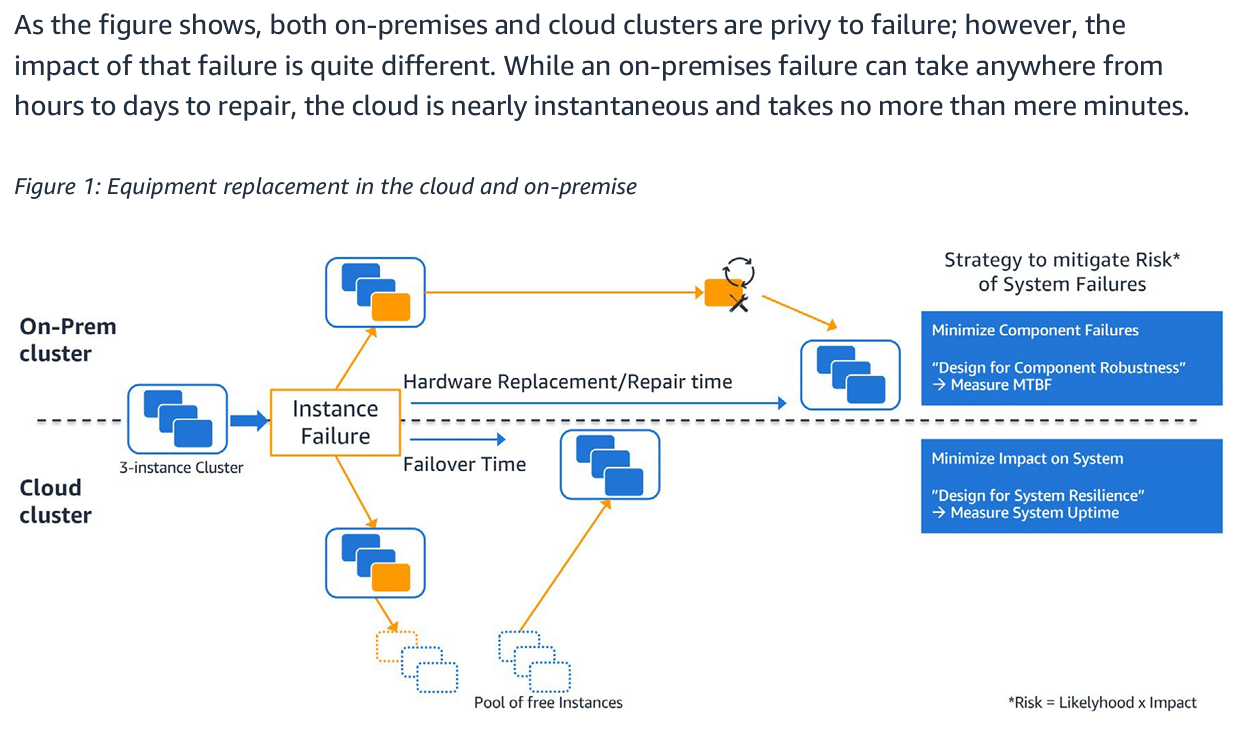 As the figure shows, both on-premises and cloud clusters are privy to failure; however, the
impact of that failure is quite different. While an on-premises failure can take anywhere from
hours to days to repair, the cloud is nearly instantaneous and takes no more than mere minutes.
Figure 1: Equipment replacement in the cloud and on-premise
Strategy to mitigate Risk*
of System Failures
On-Prem
cluster
Minimize Component Failures
“Design for Component Robustness”
→ Measure MTBF
Hardware Replacement/Repair time
Instance
Failure
3-instance Cluster
Failover Time
Cloud
cluster
Minimize Impact on System
”Design for System Resilience”
→ Measure System Uptime
Pool of free Instances
*Risk = Likelyhood x Impact